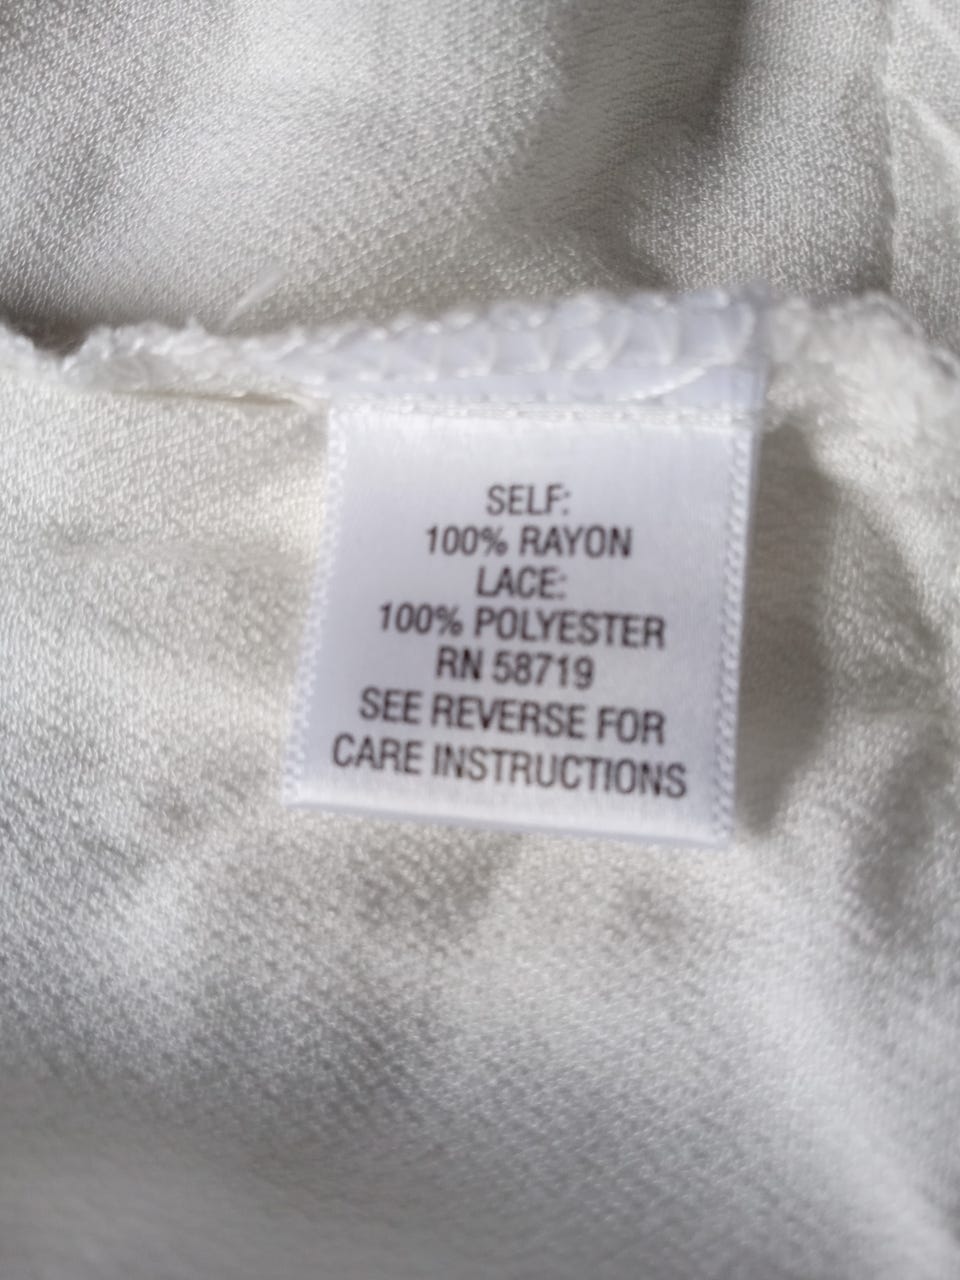 SELF:
100% RAYON
LACE:
100% POLYESTER
RN 58719
SEE REVERSE FOR
CARE INSTRUCTIONS